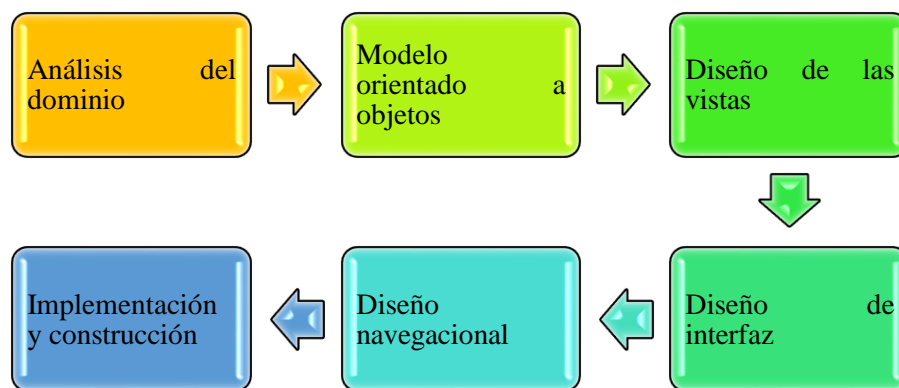 Análisis del
dominio
Modelo
orientado a
objetos
Diseño de las
vistas
Diseño de
interfaz
Diseño
navegacional
Implementación
y construcción